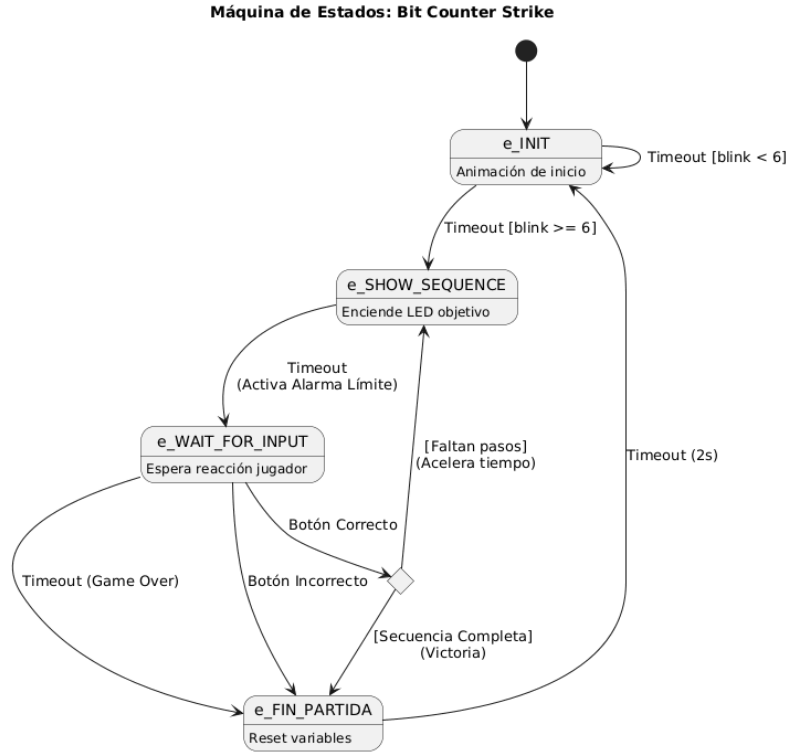 Máquina de Estados: Bit Counter Strike
e_INIT
Animación de inicio
Timeout [blink < 6]
Timeout [blink >= 6]
e_SHOW_SEQUENCE
Enciende LED objetivo
Timeout
(Activa Alarma Límite)
e_WAIT_FOR_INPUT
Espera reacción jugador
[Faltan pasos]
(Acelera tiempo)
Timeout (2s)
Botón Correcto
Timeout (Game Over)
Botón Incorrecto
[Secuencia Completa]
(Victoria)
e_FIN_PARTIDA
Reset variables